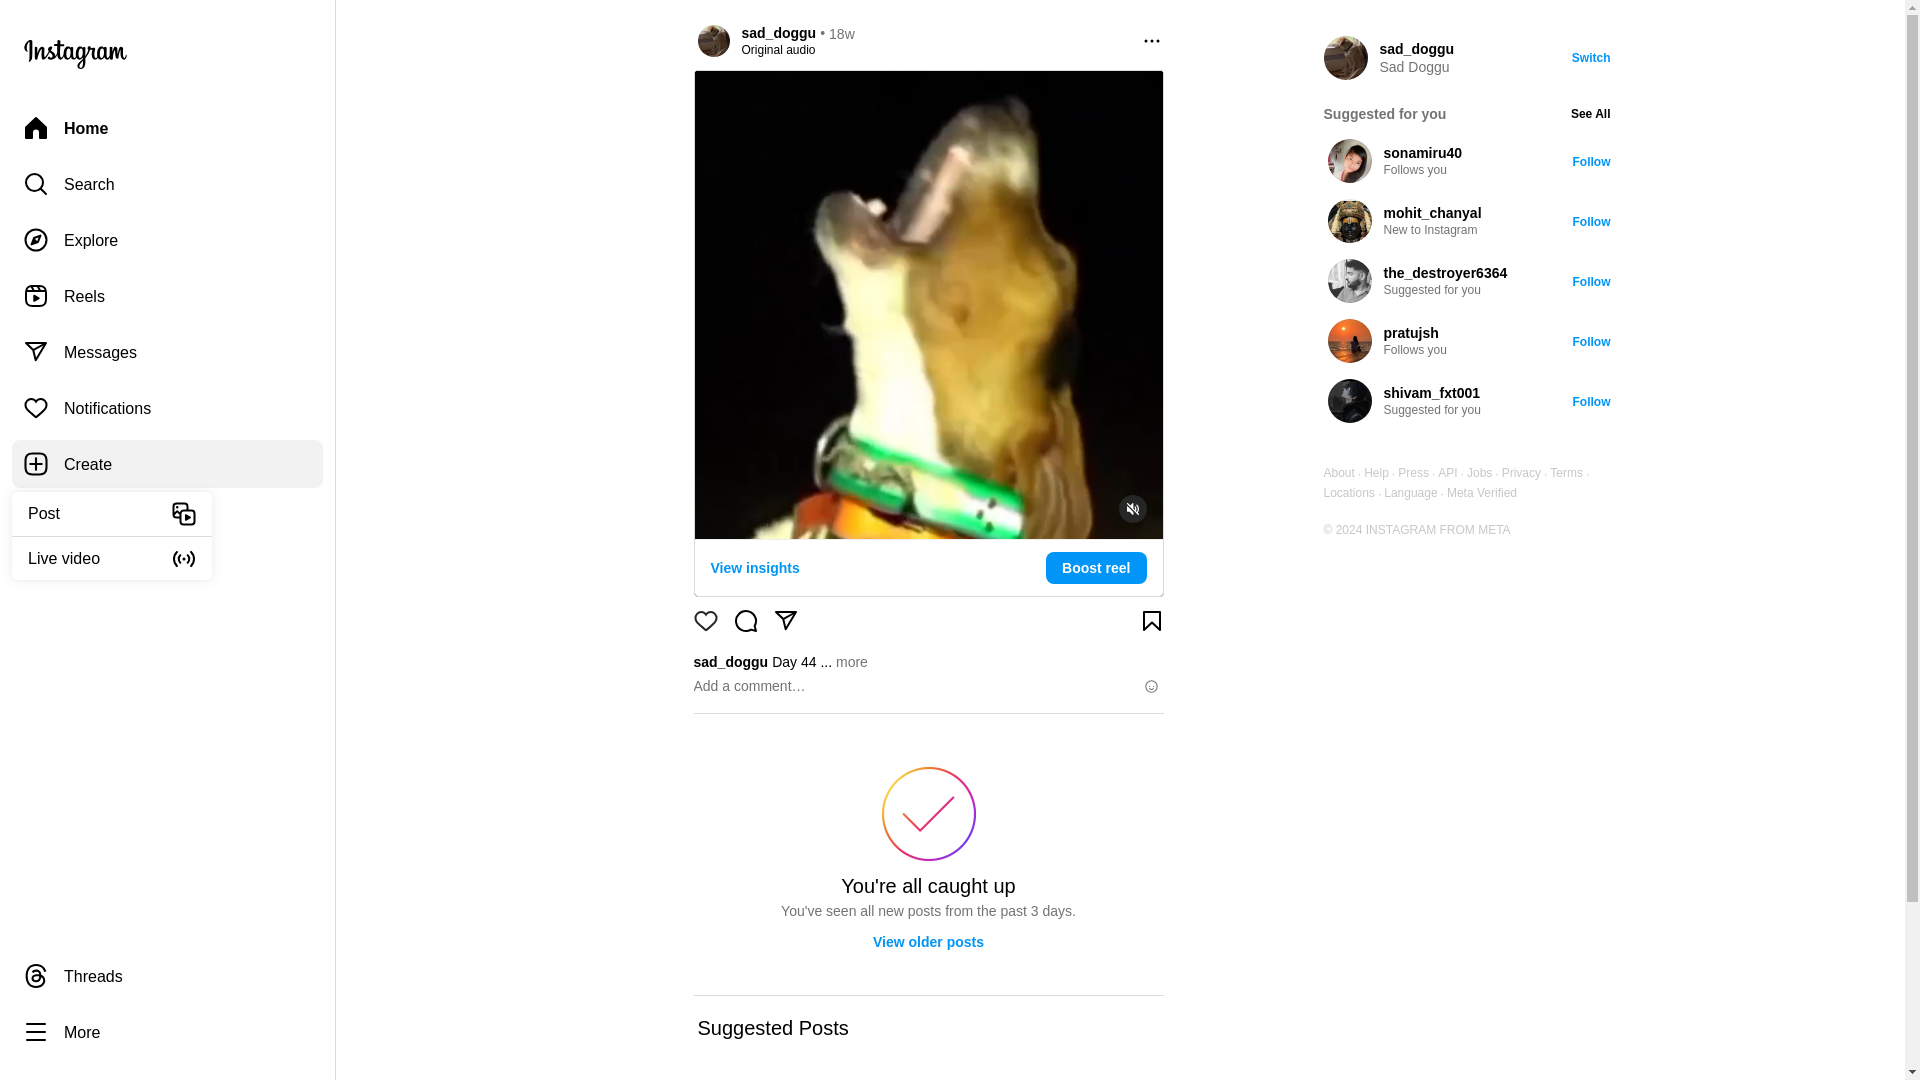 Instagram
Home
Search
Explore
Reels
Messages
Notifications
Create
Post
Live video
Threads
More
sad_doggu • 18w
Original audio
View insights
Boost reel
sad_doggu Day 44 ... more
Add a comment…
You're all caught up
You've seen all new posts from the past 3 days.
View older posts
Suggested Posts
sad_doggu
Sad Doggu
Switch
Suggested for you
See All
sonamiru40
Follows you
Follow
mohit_chanyal
New to Instagram
Follow
the_destroyer6364
Suggested for you
Follow
pratujsh
Follows you
Follow
shivam_fxt001
Suggested for you
Follow
About · Help · Press · API · Jobs · Privacy · Terms ·
Locations · Language · Meta Verified
© 2024 INSTAGRAM FROM META